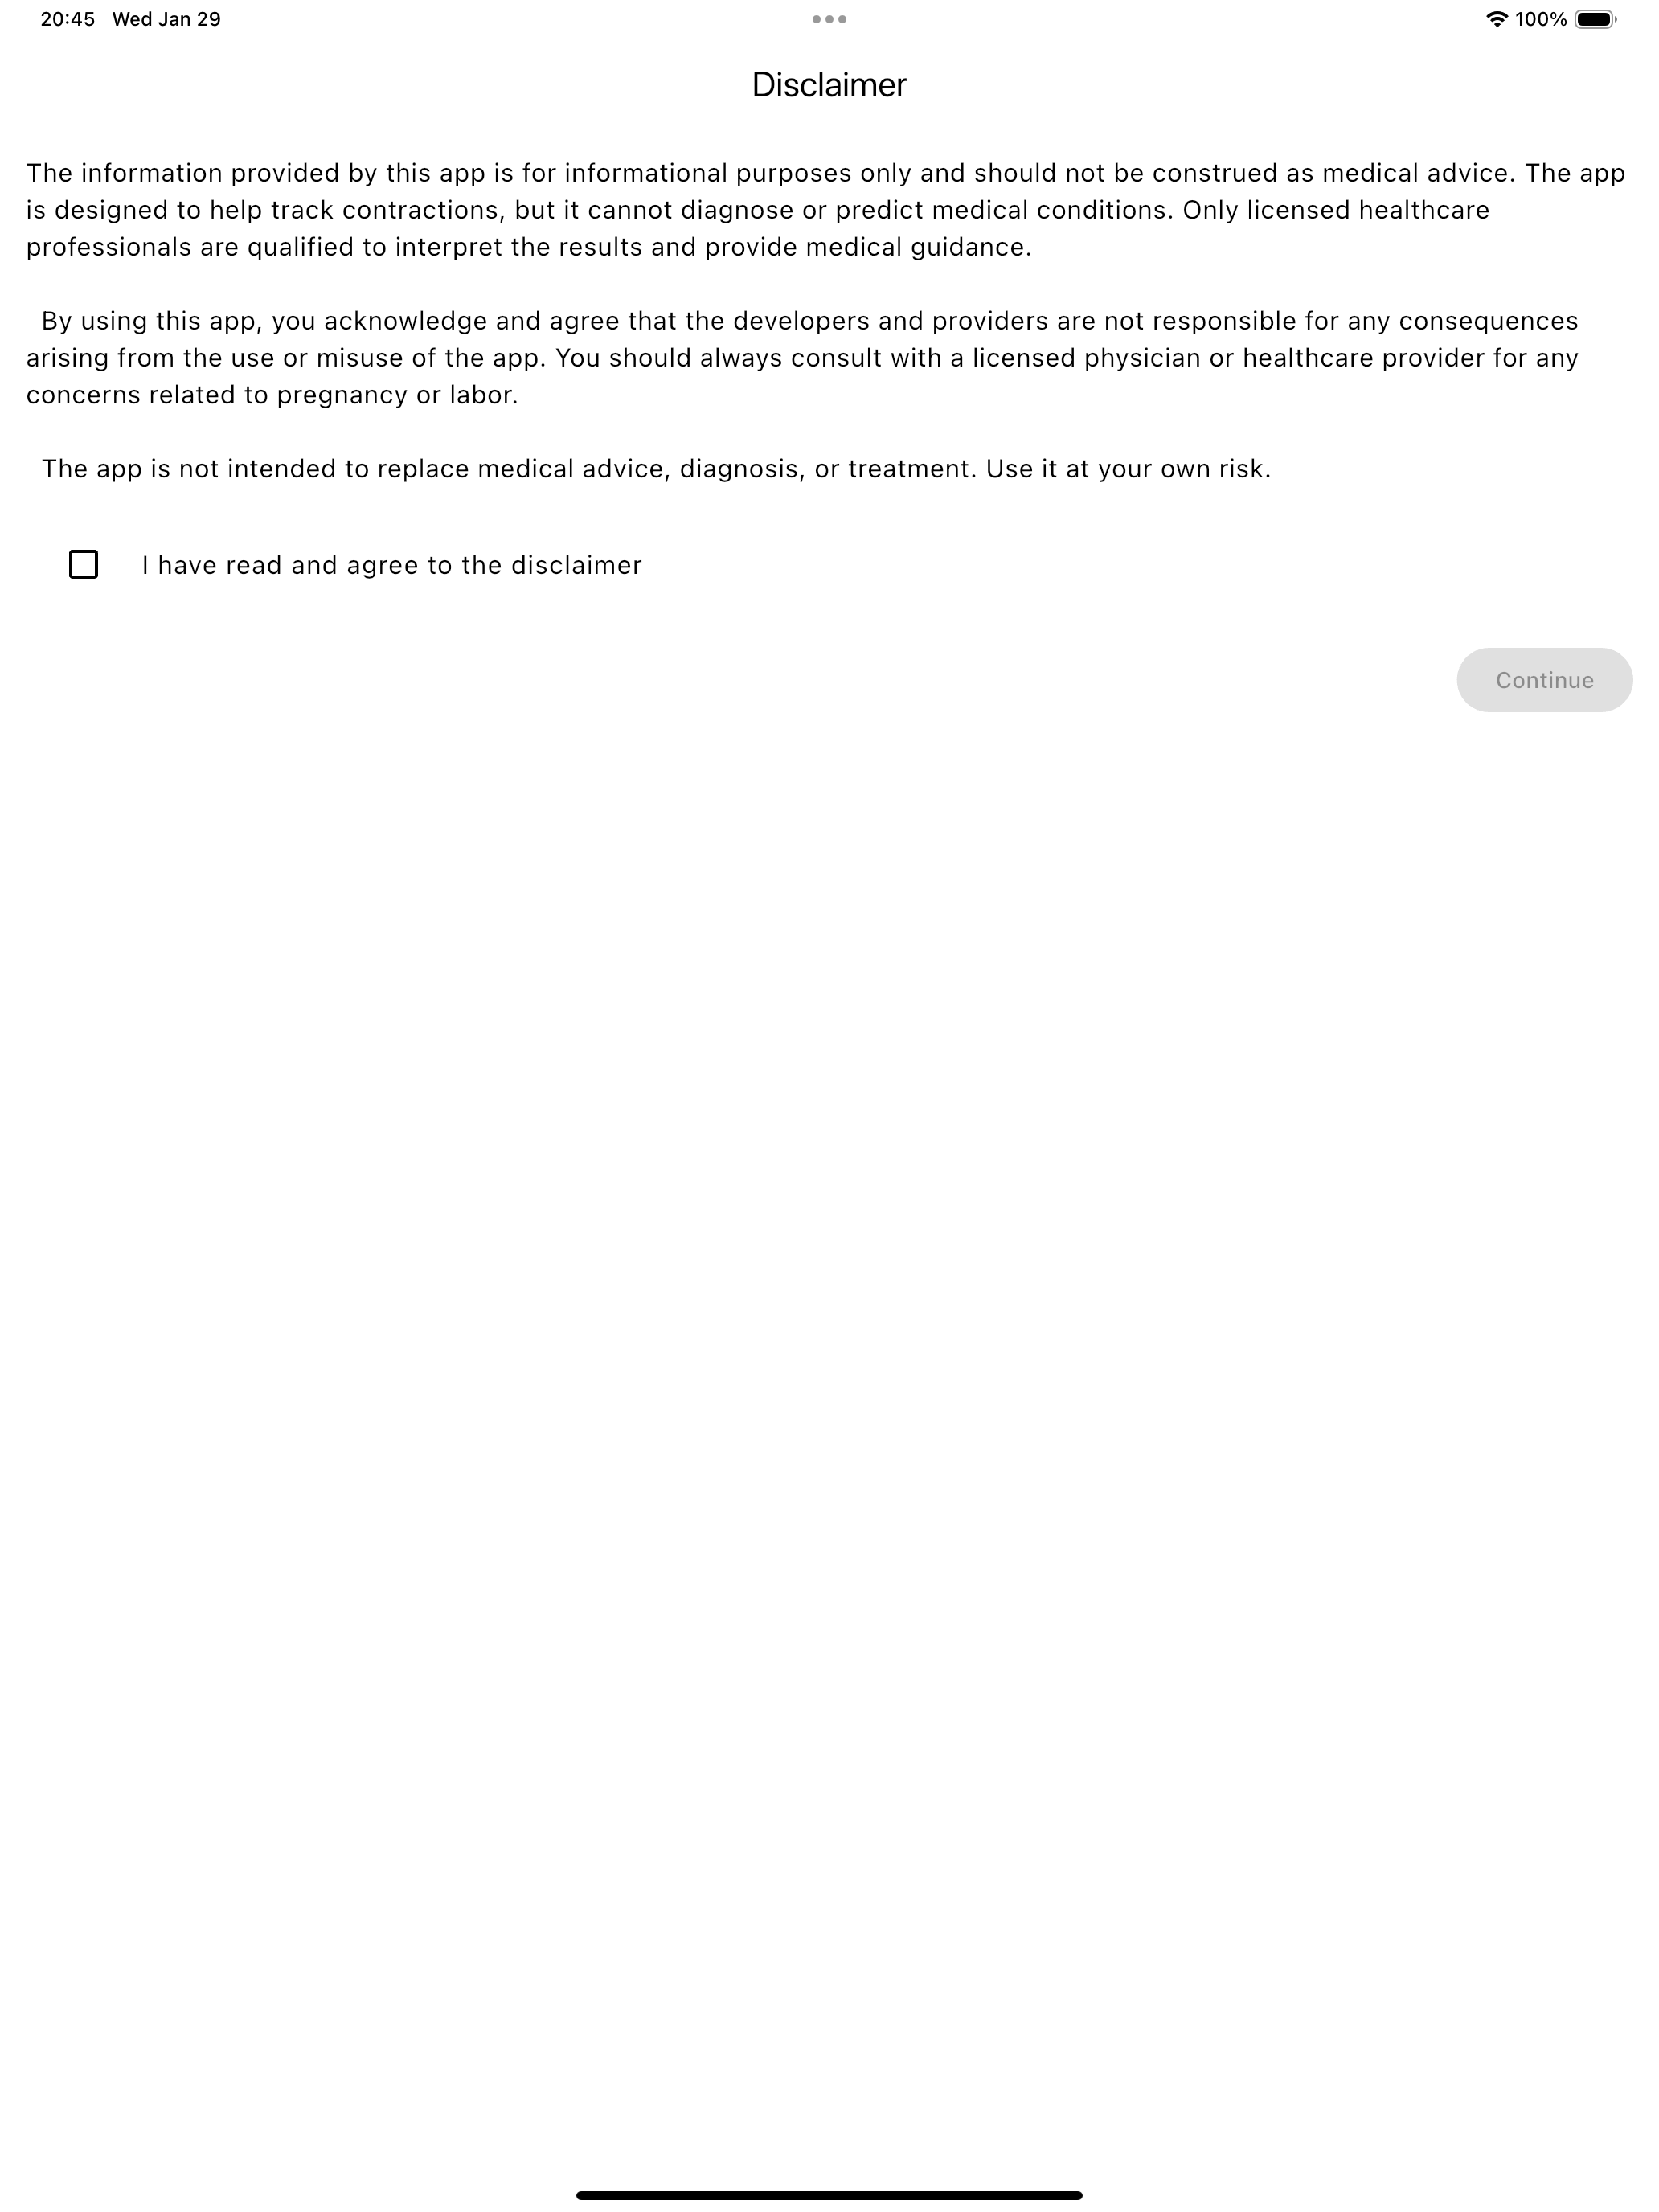 20:45 Wed Jan 29
100%
Disclaimer
The information provided by this app is for informational purposes only and should not be construed as medical advice. The app
is designed to help track contractions, but it cannot diagnose or predict medical conditions. Only licensed healthcare
professionals are qualified to interpret the results and provide medical guidance.
By using this app, you acknowledge and agree that the developers and providers are not responsible for any consequences
arising from the use or misuse of the app. You should always consult with a licensed physician or healthcare provider for any
concerns related to pregnancy or labor.
The app is not intended to replace medical advice, diagnosis, or treatment. Use it at your own risk.
I have read and agree to the disclaimer
Continue